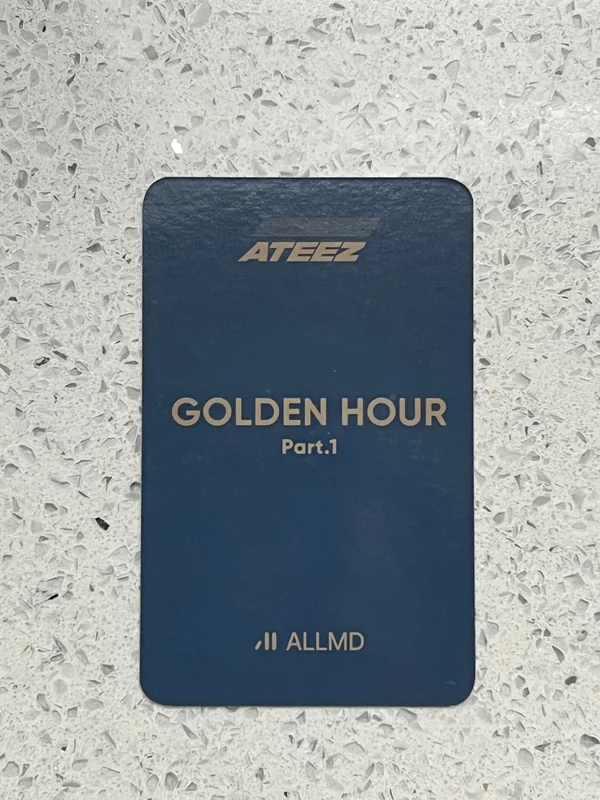 ATEEZ
GOLDEN HOUR
Part.1
ALLMD